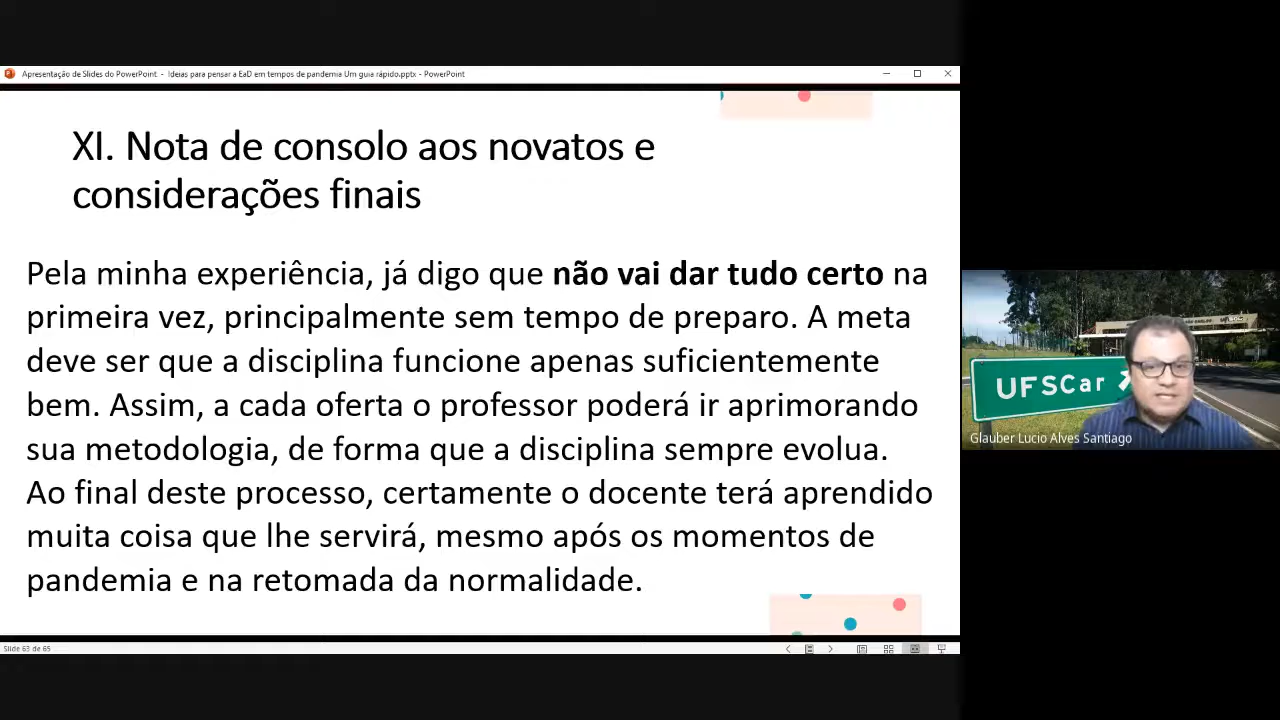 Apresentação de Slides do PowerPoint - Ideias para pensar a EaD em tempos de pandemia Um guia rápido.pptx - PowerPoint
XI. Nota de consolo aos novatos e
considerações finais
Pela minha experiência, já digo que não vai dar tudo certo na
primeira vez, principalmente sem tempo de preparo. A meta
deve ser que a disciplina funcione apenas suficientemente
bem. Assim, a cada oferta o professor poderá ir aprimorando
sua metodologia, de forma que a disciplina sempre evolua.
Ao final deste processo, certamente o docente terá aprendido
muita coisa que lhe servirá, mesmo após os momentos de
pandemia e na retomada da normalidade.
Slide 63 de 65
UFSCar
Glauber Lucio Alves Santiago